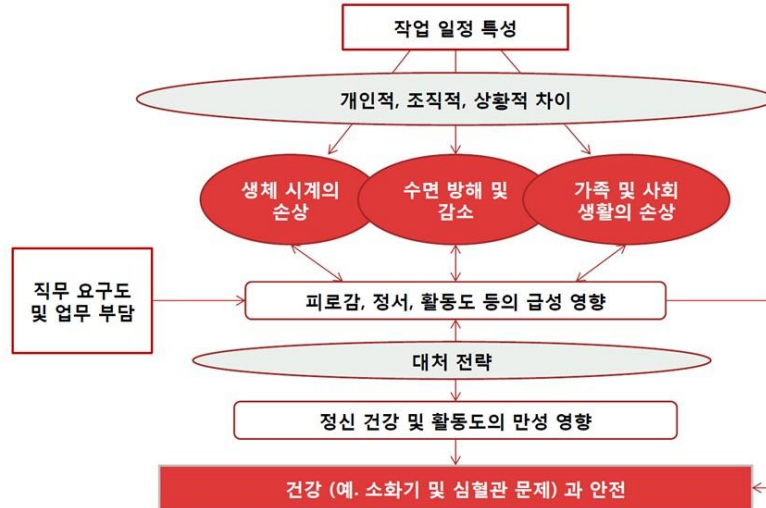 작업 일정 특성
개인적, 조직적, 상황적 차이
생체 시계의
손상
수면 방해 및
감소
가족 및 사회
생활의 손상
직무 요구도
및 업무 부담
피로감, 정서, 활동도 등의 급성 영향
대처 전략
정신 건강 및 활동도의 만성 영향
건강 (예. 소화기 및 심혈관 문제) 과 안전